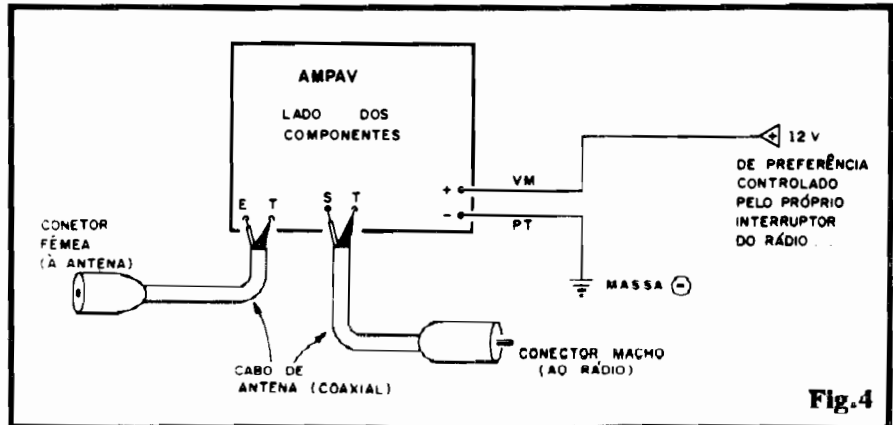 AMPAV
LADO DOS
COMPONENTES
E T S T
+
-
VM
PT
+ 12 V
DE PREFERÊNCIA
CONTROLADO
PELO PRÓPRIO
INTERRUPTOR
DO RÁDIO...
MASSA -
CONETOR
FÊMEA
(À ANTENA)
CABO DE
ANTENA (COAXIAL)
CONECTOR MACHO
(AO RÁDIO)
Fig.4